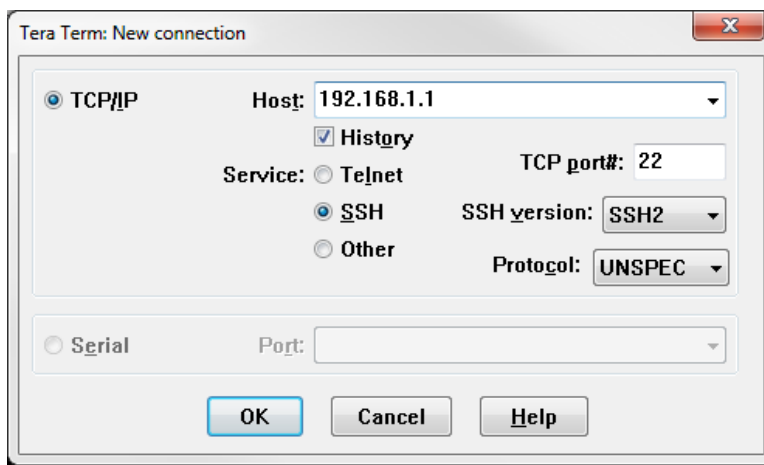 Tera Term: New connection
TCP/IP Host: 192.168.1.1
History
Service: Telnet TCP port#: 22
SSH SSH version: SSH2
Other Protocol: UNSPEC
Serial Port:
OK Cancel Help